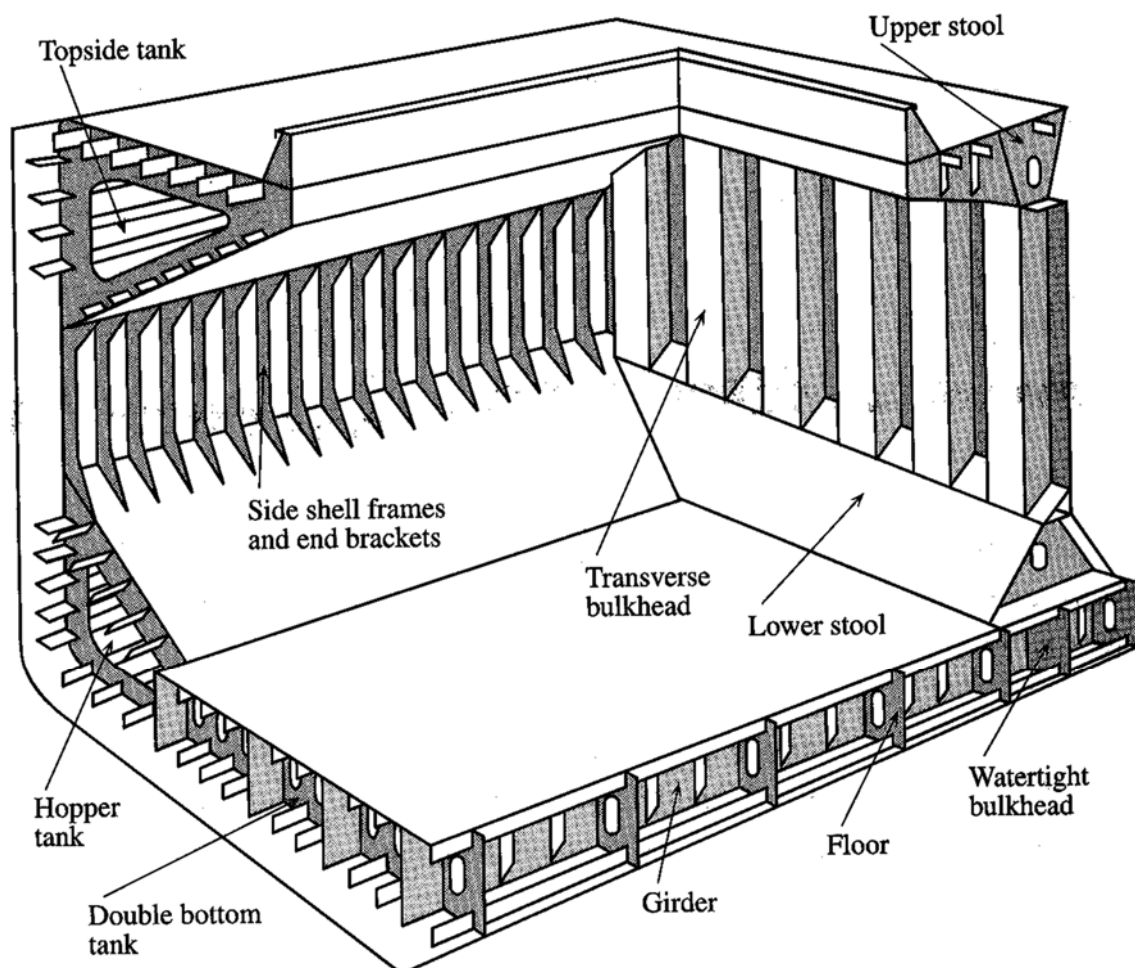 Topside tank
Upper stool
Side shell frames
and end brackets
Transverse
bulkhead
Lower stool
Hopper
tank
Double bottom
tank
Girder
Floor
Watertight
bulkhead